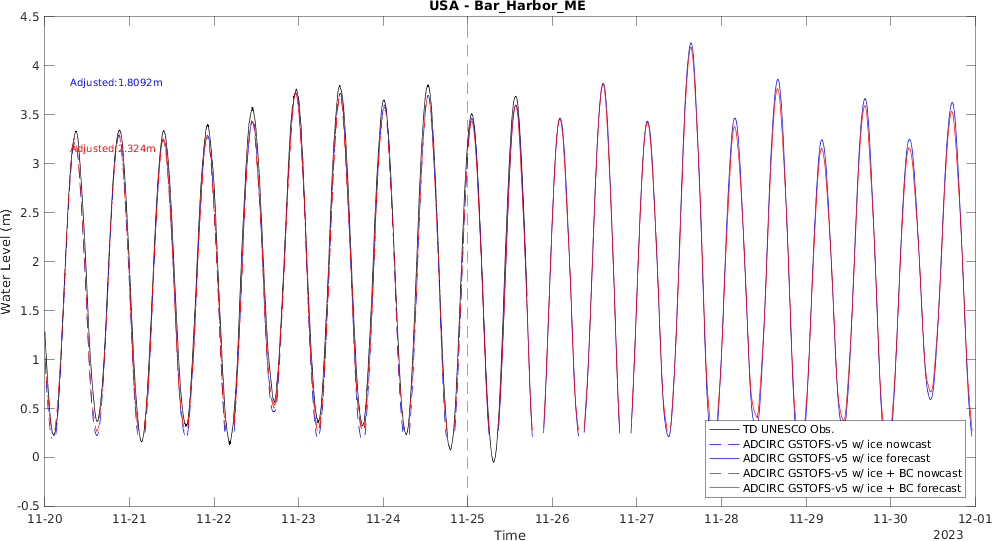 USA - Bar_Harbor_ME
4.5
4
3.5
3
2.5
2
1.5
1
0.5
0
-0.5
Water Level (m)
Adjusted:1.8092m
Adjusted:2.324m
TD UNESCO Obs.
ADCIRC GSTOFS-v5 w/ ice nowcast
ADCIRC GSTOFS-v5 w/ ice forecast
ADCIRC GSTOFS-v5 w/ ice + BC nowcast
ADCIRC GSTOFS-v5 w/ ice + BC forecast
11-20 11-21 11-22 11-23 11-24 11-25 11-26 11-27 11-28 11-29 11-30 12-01
Time
2023